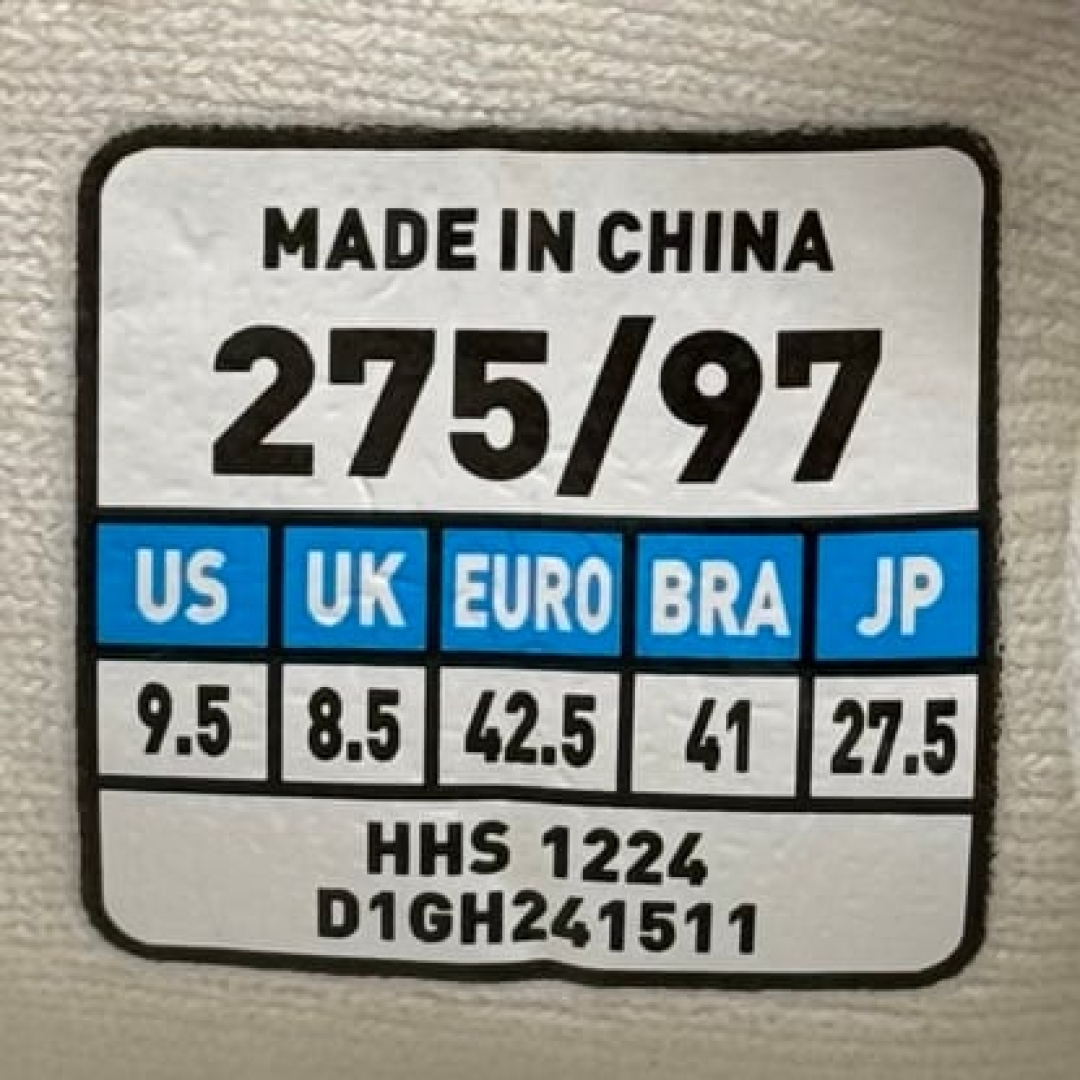 MADE IN CHINA
275/97
US UK EURO BRA JP
9.5 8.5 42.5 41 27.5
HHS 1224
D1GH241511